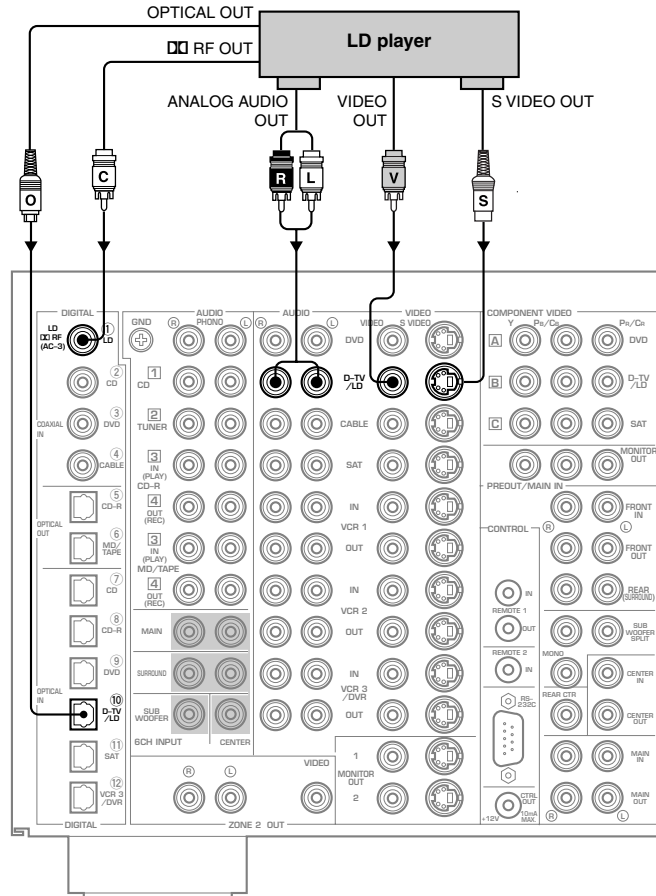 OPTICAL OUT
LD player
RF OUT
ANALOG AUDIO
OUT
VIDEO
OUT
S VIDEO OUT
O
C
R
L
V
S
DIGITAL
LD
RF
(AC-3)
① LD
② CD
COAXIAL
IN
③ DVD
④ CABLE
OPTICAL
OUT
⑤ CD-R
⑥ MD/
TAPE
⑦ CD
⑧ CD-R
⑨ DVD
OPTICAL
IN
⑩ D-TV
/LD
⑪ SAT
⑫ VCR 3
/DVR
DIGITAL
AUDIO
GND
PHONO
Ⓡ
Ⓛ
1
CD
2
TUNER
3
IN
(PLAY)
CD-R
4
OUT
(REC)
3
IN
(PLAY)
MD/TAPE
4
OUT
(REC)
MAIN
SURROUND
SUB
WOOFER
6CH INPUT
CENTER
AUDIO
Ⓡ
Ⓛ
VIDEO
VIDEO
S VIDEO
DVD
D-TV
/LD
CABLE
SAT
IN
VCR 1
OUT
IN
VCR 2
OUT
IN
VCR 3
/DVR
OUT
1
MONITOR
OUT
2
Ⓡ
Ⓛ
VIDEO
ZONE 2 OUT
COMPONENT VIDEO
Y
PB/CB
PR/CR
A
DVD
B
D-TV
/LD
C
SAT
MONITOR
OUT
PREOUT/MAIN IN
FRONT
IN
Ⓡ
Ⓛ
FRONT
OUT
REAR
(SURROUND)
SUB
WOOFER
SPLIT
MONO
CENTER
IN
REAR CTR
CENTER
OUT
MAIN
IN
MAIN
OUT
Ⓡ
Ⓛ
CONTROL
IN
REMOTE 1
OUT
REMOTE 2
IN
RS-
232C
CTRL
OUT
+12V
10mA
MAX.